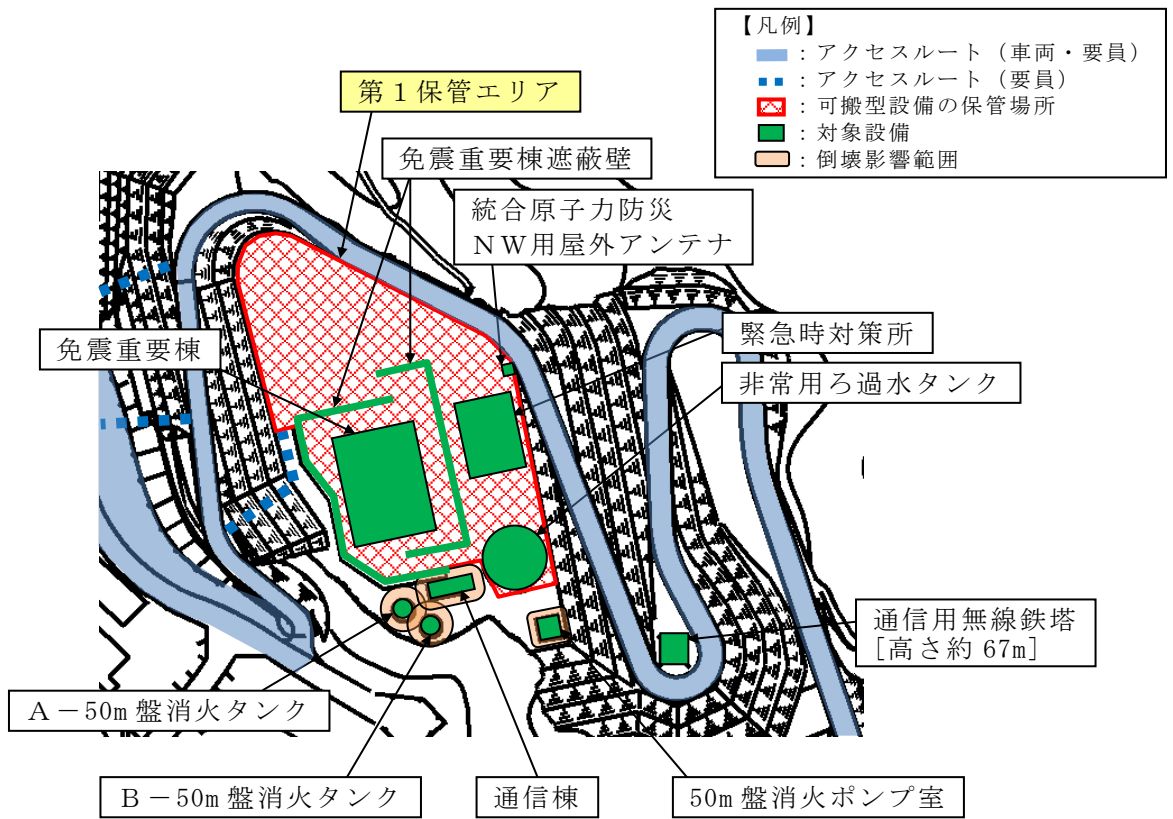 【凡例】
：アクセスルート（車両・要員）
：アクセスルート（要員）
：可搬型設備の保管場所
：対象設備
：倒壊影響範囲
第１保管エリア
免震重要棟遮蔽壁
統合原子力防災
ＮＷ用屋外アンテナ
免震重要棟
緊急時対策所
非常用ろ過水タンク
通信用無線鉄塔
[高さ約 67m]
Ａ－50m 盤消火タンク
Ｂ－50m 盤消火タンク
通信棟
50m 盤消火ポンプ室